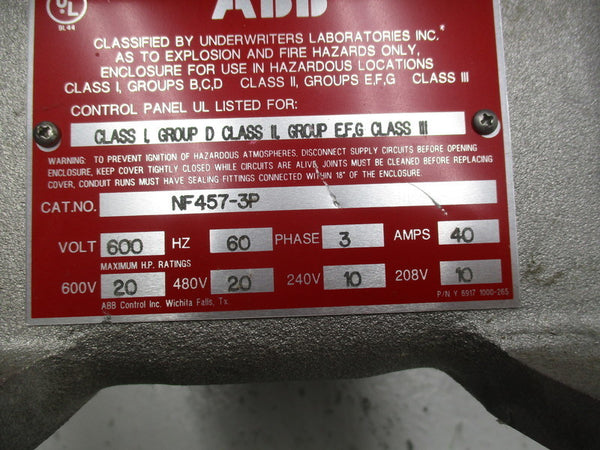 UL
ABB
CLASSIFIED BY UNDERWRITERS LABORATORIES INC.®
AS TO EXPLOSION AND FIRE HAZARDS ONLY,
ENCLOSURE FOR USE IN HAZARDOUS LOCATIONS
CLASS I, GROUPS B,C,D CLASS II, GROUPS E,F,G CLASS III
CONTROL PANEL UL LISTED FOR:
CLASS I, GROUP D CLASS II, GROUP E,F,G CLASS III
WARNING: TO PREVENT IGNITION OF HAZARDOUS ATMOSPHERES, DISCONNECT SUPPLY CIRCUITS BEFORE OPENING
ENCLOSURE, KEEP COVER TIGHTLY CLOSED WHILE CIRCUITS ARE ALIVE, JOINTS MUST BE CLEANED BEFORE REPLACING
COVER, CONDUIT RUNS MUST HAVE SEALING FITTINGS CONNECTED WITHIN 18" OF THE ENCLOSURE.
CAT.NO. NF457-3P
VOLT 600 HZ 60 PHASE 3 AMPS 40
MAXIMUM H.P. RATINGS
600V 20 480V 20 240V 10 208V 10
ABB Control Inc. Wichita Falls, Tx. P/N Y 5917 1000-265